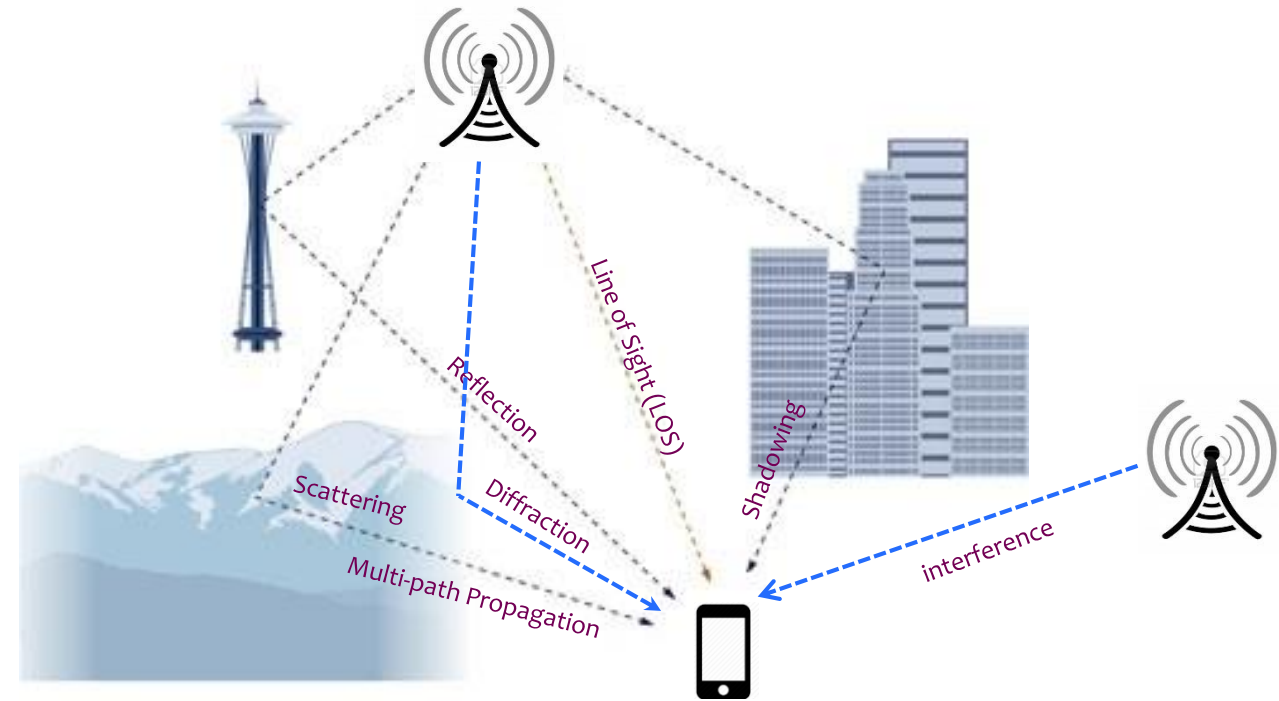 Line of Sight (LOS)
Reflection
Shadowing
Scattering
Diffraction
interference
Multi-path Propagation